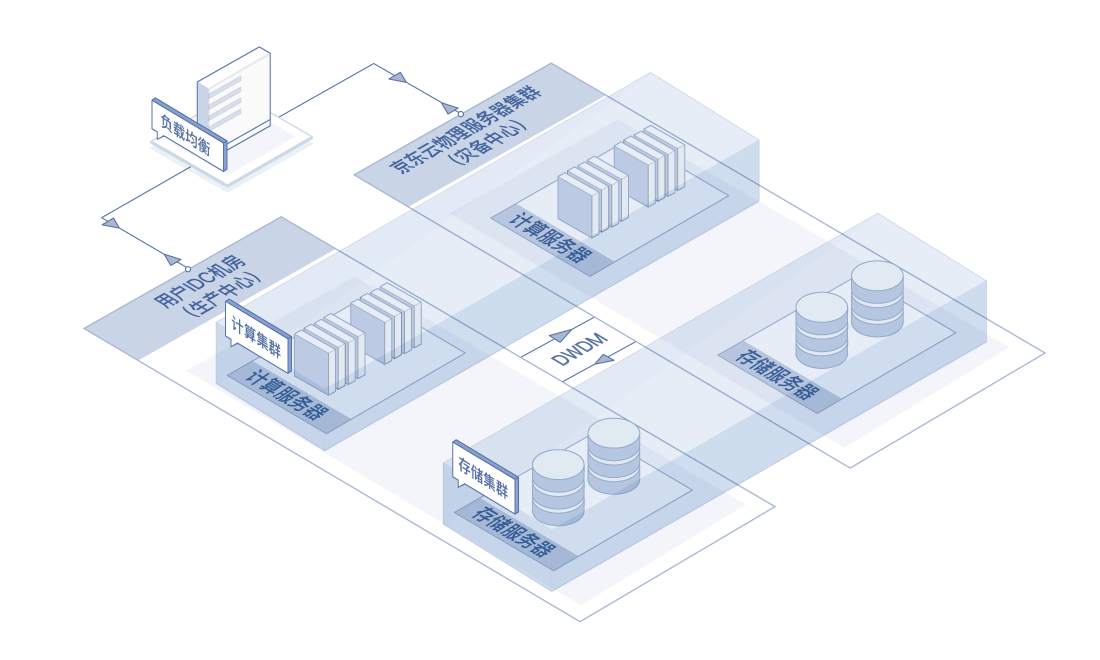 负载均衡
京东云物理服务器集群
(灾备中心)
计算服务器
用户IDC机房
(生产中心)
计算集群
计算服务器
DWDM
存储服务器
存储集群
存储服务器